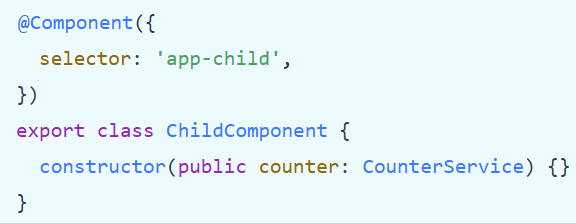 @Component({
  selector: 'app-child',
})
export class ChildComponent {
  constructor(public counter: CounterService) {}
}